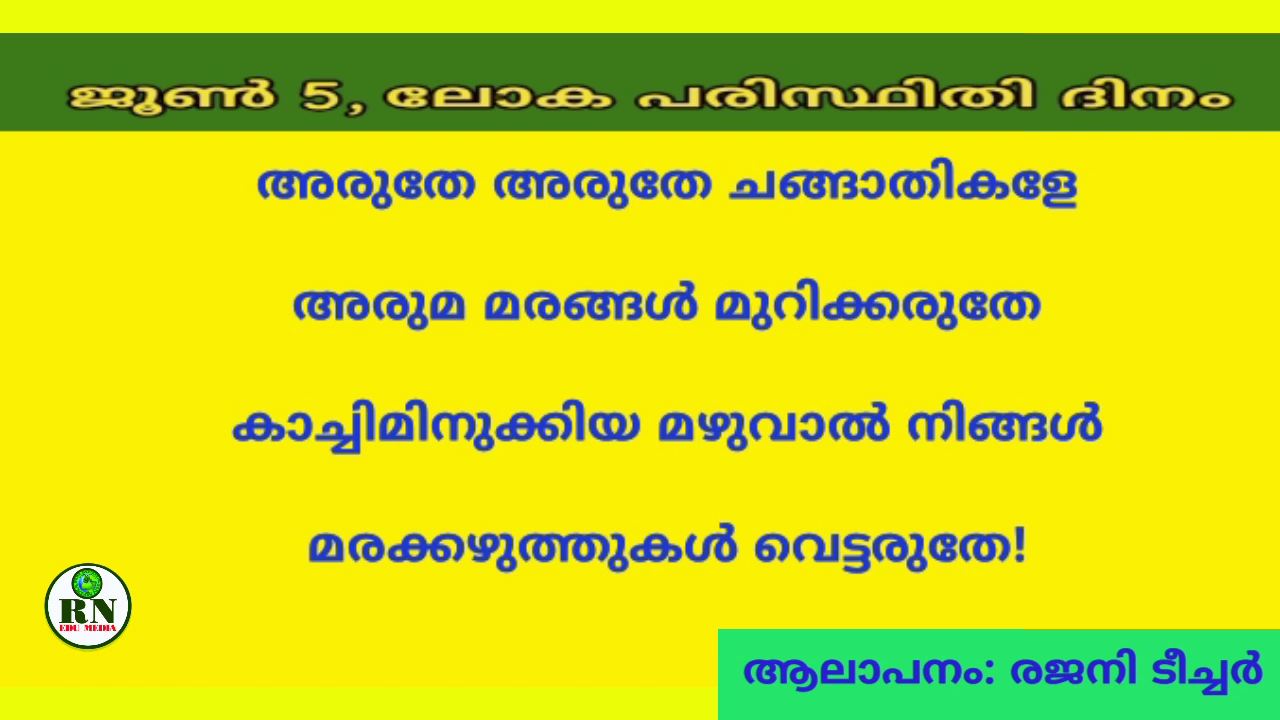 ജൂൺ 5, ലോക പരിസ്ഥിതി ദിനം
അരുതേ അരുതേ ചങ്ങാതികളേ
അരുമ മരങ്ങൾ മുറിക്കരുതേ
കാച്ചിമിനുക്കിയ മഴുവാൽ നിങ്ങൾ
മരക്കഴുത്തുകൾ വെട്ടരുതേ!
RN
EDU MEDIA
ആലാപനം: രജനി ടീച്ചർ